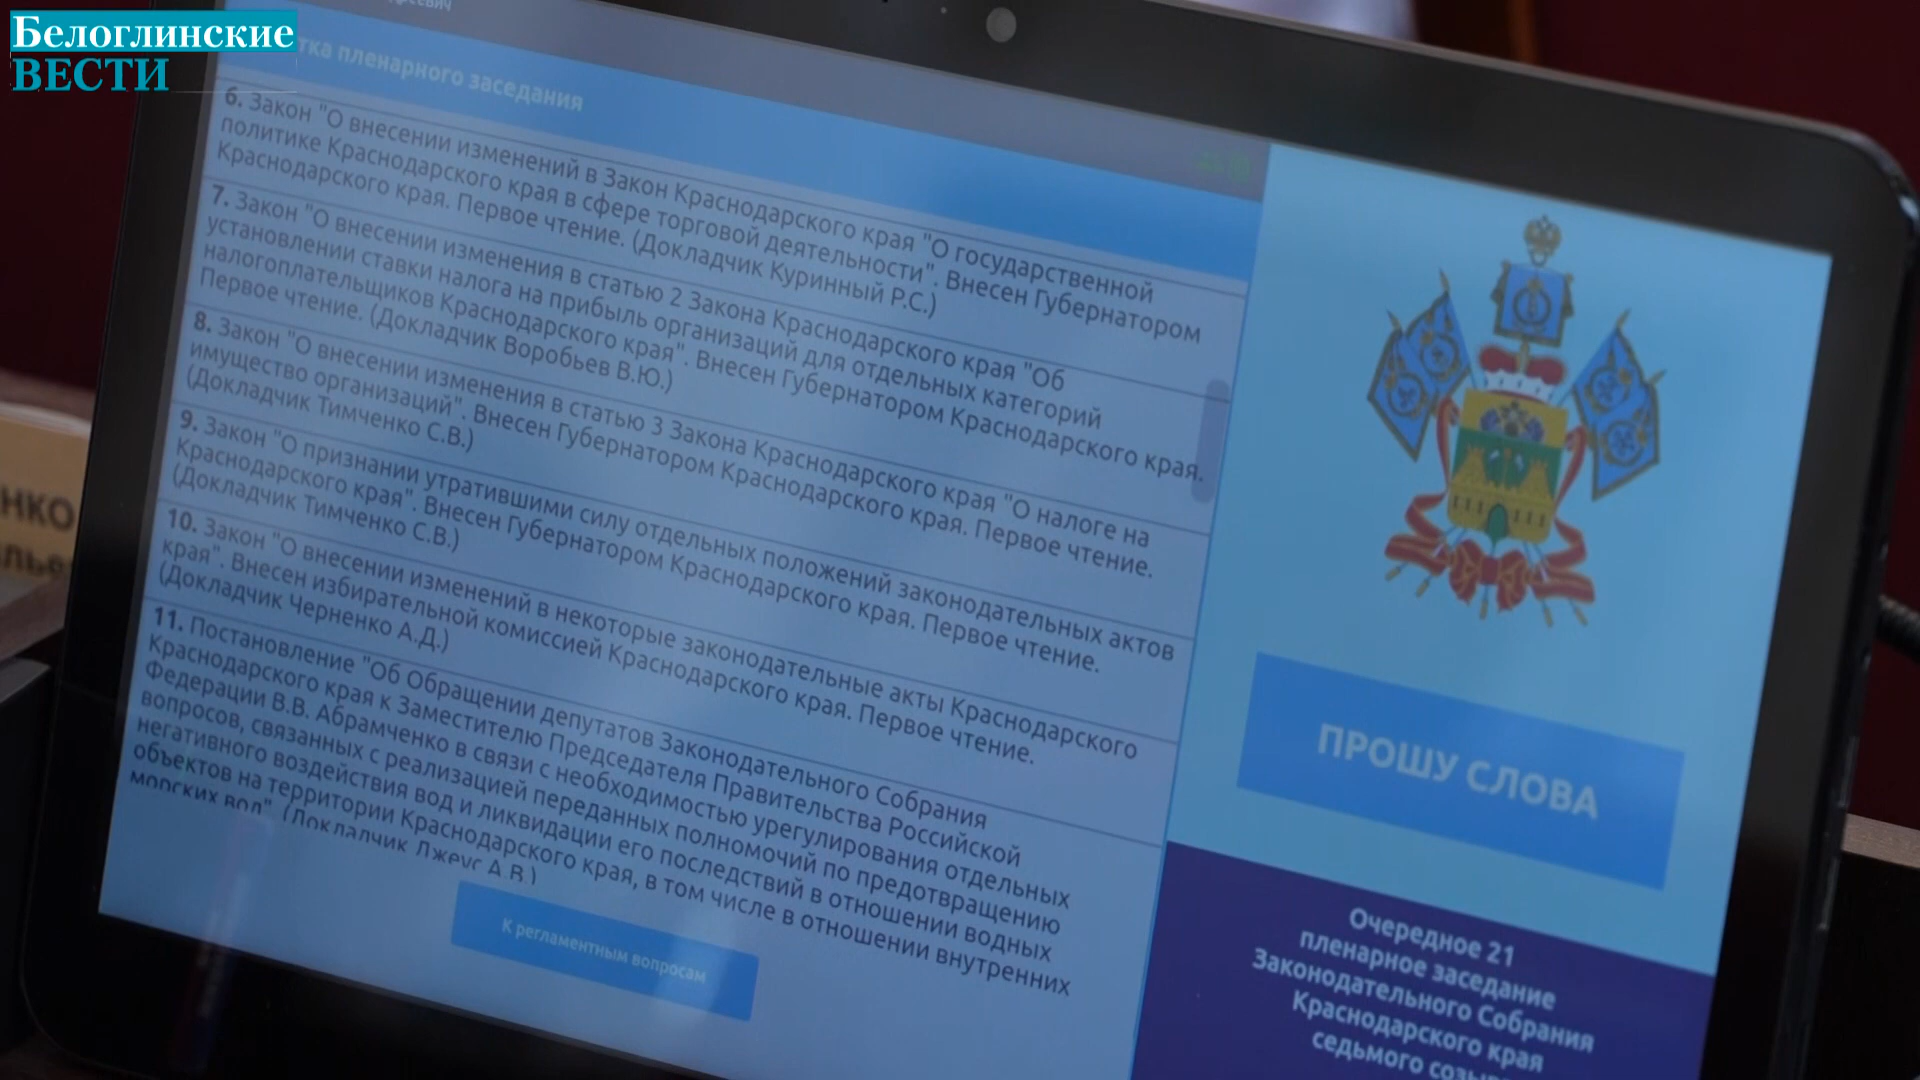 Белоглинские
ВЕСТИ
пленарного заседания
6. Закон "О внесении изменений в Закон Краснодарского края "О государственной
политике Краснодарского края в сфере торговой деятельности". Внесен Губернатором
Краснодарского края. Первое чтение. (Докладчик Куринный Р.С.)
7. Закон "О внесении изменения в статью 2 Закона Краснодарского края "Об
установлении ставки налога на прибыль организаций для отдельных категорий
налогоплательщиков Краснодарского края". Внесен Губернатором Краснодарского края.
Первое чтение. (Докладчик Воробьев В.Ю.)
8. Закон "О внесении изменения в статью 3 Закона Краснодарского края "О налоге на
имущество организаций". Внесен Губернатором Краснодарского края. Первое чтение.
(Докладчик Тимченко С.В.)
9. Закон "О признании утратившими силу отдельных положений законодательных актов
Краснодарского края". Внесен Губернатором Краснодарского края. Первое чтение.
(Докладчик Тимченко С.В.)
10. Закон "О внесении изменений в некоторые законодательные акты Краснодарского
края". Внесен избирательной комиссией Краснодарского края. Первое чтение.
(Докладчик Черненко А.Д.)
11. Постановление "Об Обращении депутатов Законодательного Собрания
Краснодарского края к Заместителю Председателя Правительства Российской
Федерации В.В. Абрамченко в связи с необходимостью урегулирования отдельных
вопросов, связанных с реализацией переданных полномочий по предотвращению
негативного воздействия вод и ликвидации его последствий в отношении водных
объектов на территории Краснодарского края, в том числе в отношении внутренних
морских вод". (Докладчик Джеус А.В.)
К регламентным вопросам
ПРОШУ СЛОВА
Очередное 21
пленарное заседание
Законодательного Собрания
Краснодарского края
седьмого